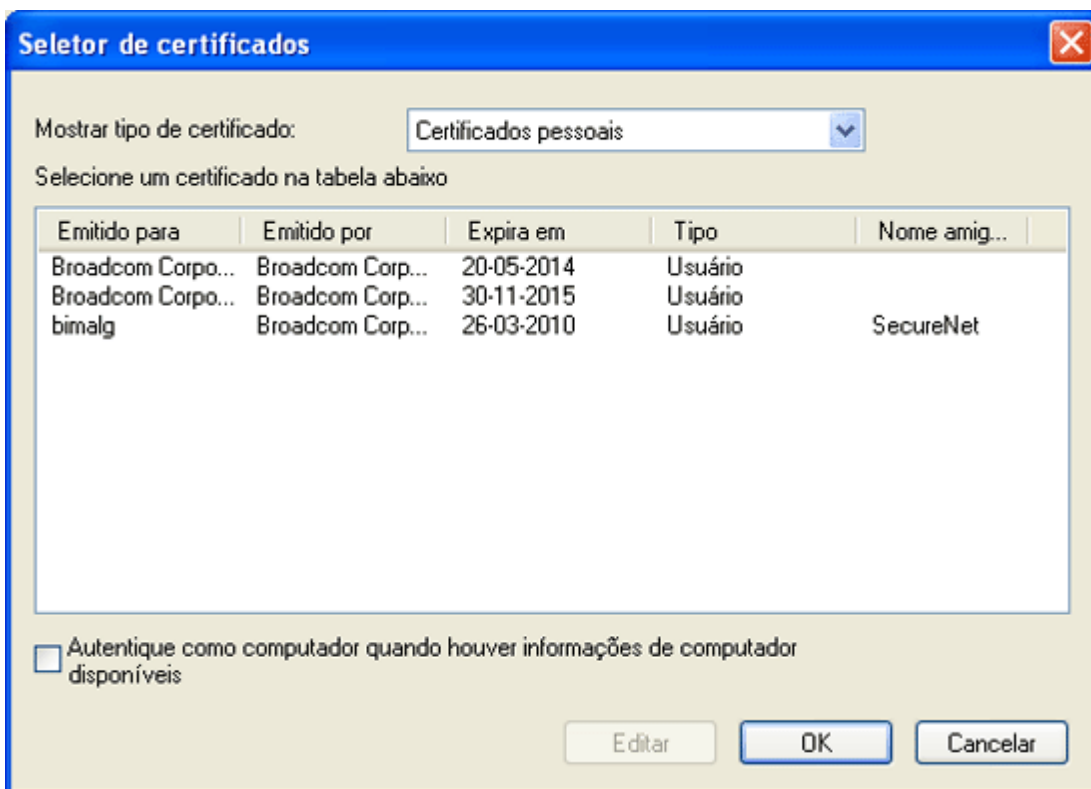 Seletor de certificados
Mostrar tipo de certificado: Certificados pessoais
Selecione um certificado na tabela abaixo
Emitido para Emitido por Expira em Tipo Nome amig...
Broadcom Corpo... Broadcom Corp... 20-05-2014 Usuário
Broadcom Corpo... Broadcom Corp... 30-11-2015 Usuário
bimalg Broadcom Corp... 26-03-2010 Usuário SecureNet
Autentique como computador quando houver informações de computador
disponíveis
Editar OK Cancelar